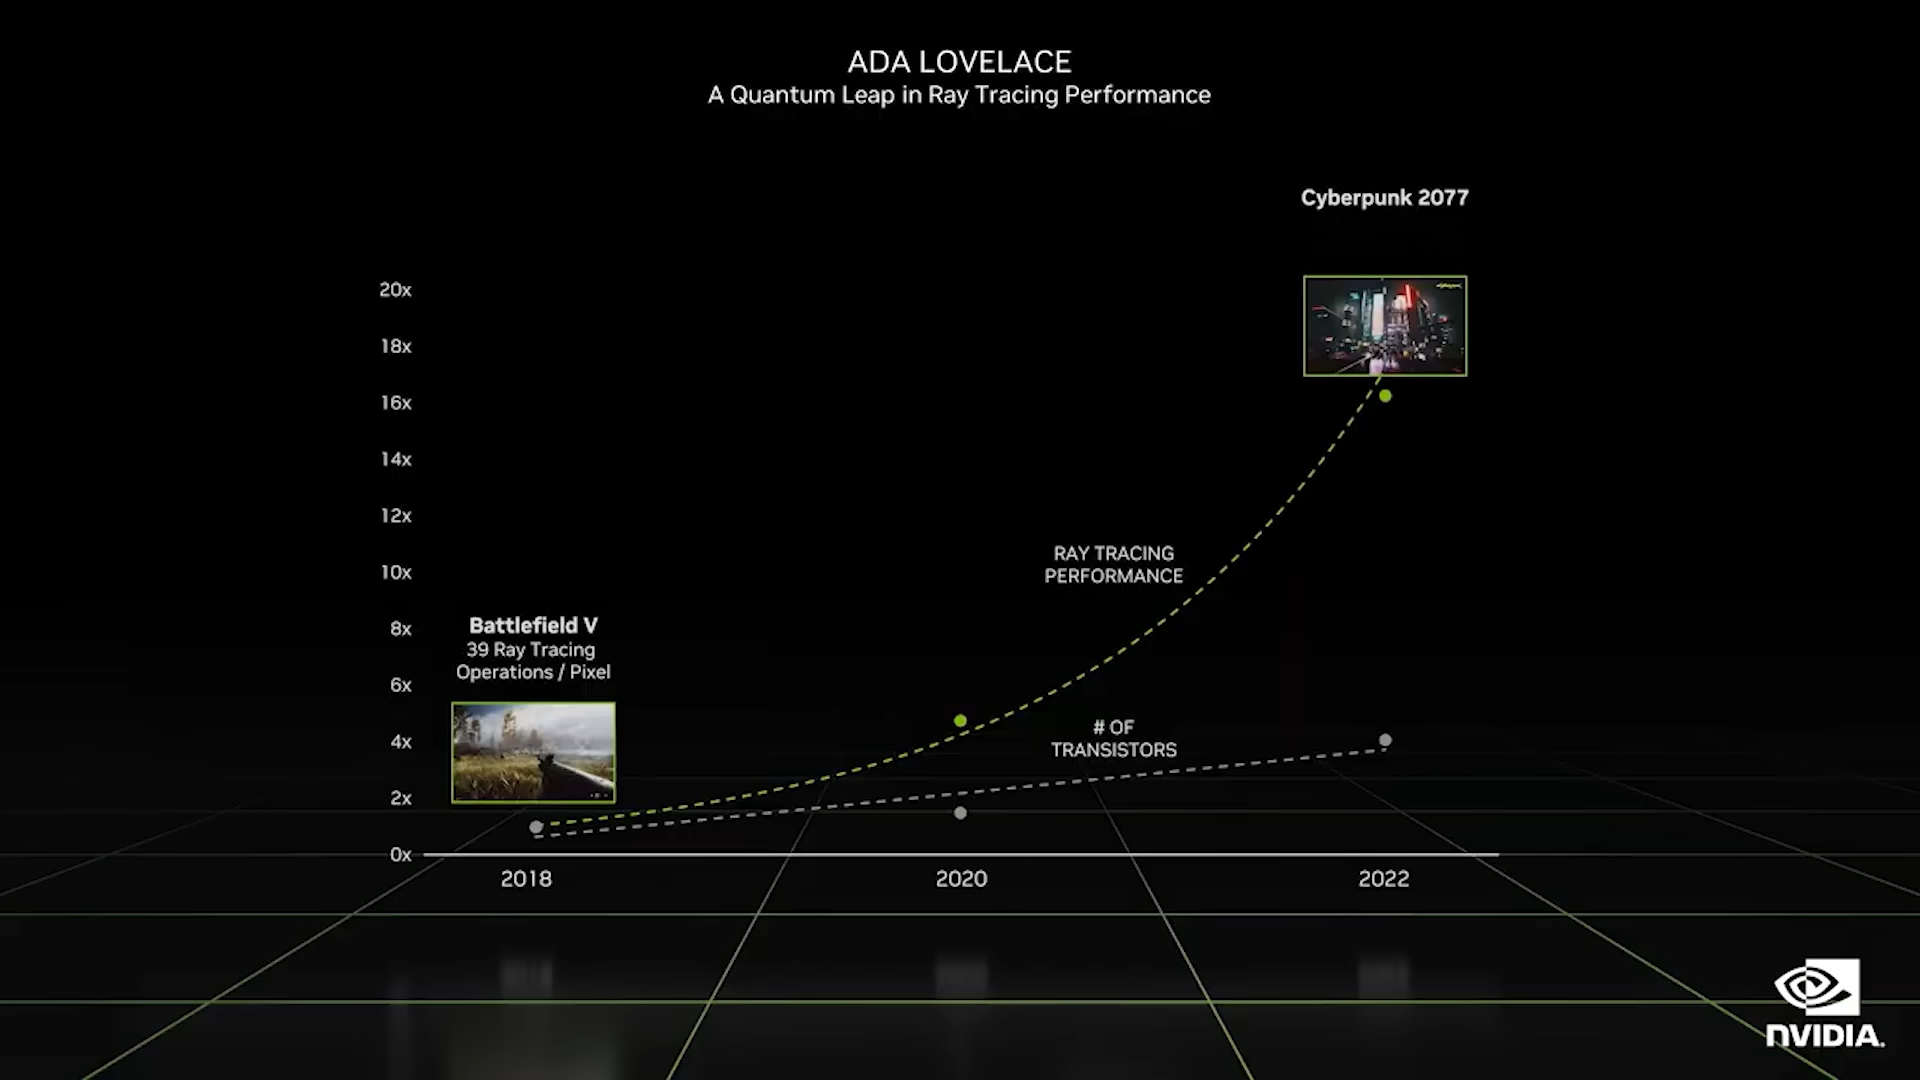 ADA LOVELACE
A Quantum Leap in Ray Tracing Performance
Cyberpunk 2077
20x
18x
16x
14x
12x
10x
8x
6x
4x
2x
0x
RAY TRACING
PERFORMANCE
Battlefield V
39 Ray Tracing
Operations / Pixel
# OF
TRANSISTORS
2018
2020
2022
NVIDIA.